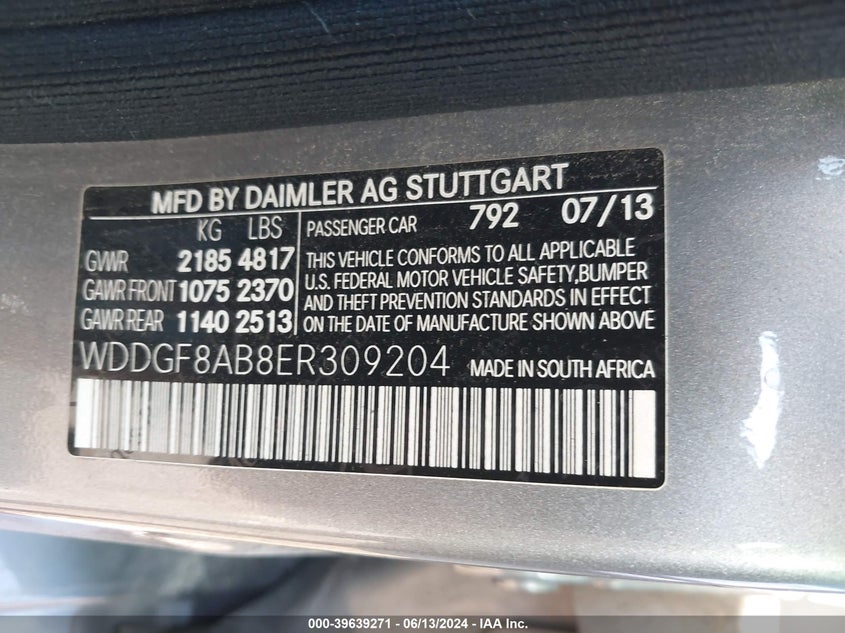 MFD BY DAIMLER AG STUTTGART
KG LBS
GVWR 2185 4817
GAWR FRONT 1075 2370
GAWR REAR 1140 2513
PASSENGER CAR 792 07/13
THIS VEHICLE CONFORMS TO ALL APPLICABLE
U.S. FEDERAL MOTOR VEHICLE SAFETY,BUMPER
AND THEFT PREVENTION STANDARDS IN EFFECT
ON THE DATE OF MANUFACTURE SHOWN ABOVE
WDDGF8AB8ER309204 MADE IN SOUTH AFRICA
000-39639271 - 06/13/2024 - IAA Inc.